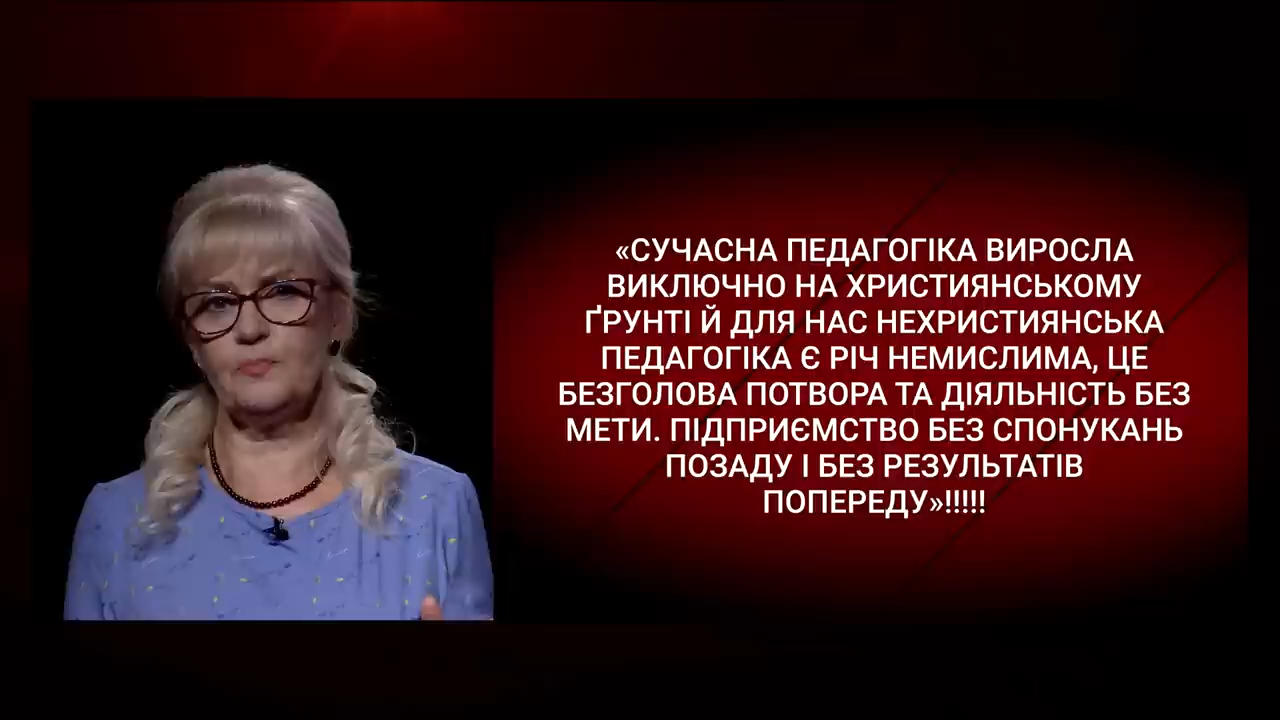 «СУЧАСНА ПЕДАГОГІКА ВИРОСЛА
ВИКЛЮЧНО НА ХРИСТИЯНСЬКОМУ
ҐРУНТІ Й ДЛЯ НАС НЕХРИСТИЯНСЬКА
ПЕДАГОГІКА Є РІЧ НЕМИСЛИМА, ЦЕ
БЕЗГОЛОВА ПОТВОРА ТА ДІЯЛЬНІСТЬ БЕЗ
МЕТИ. ПІДПРИЄМСТВО БЕЗ СПОНУКАНЬ
ПОЗАДУ І БЕЗ РЕЗУЛЬТАТІВ
ПОПЕРЕДУ»!!!!!